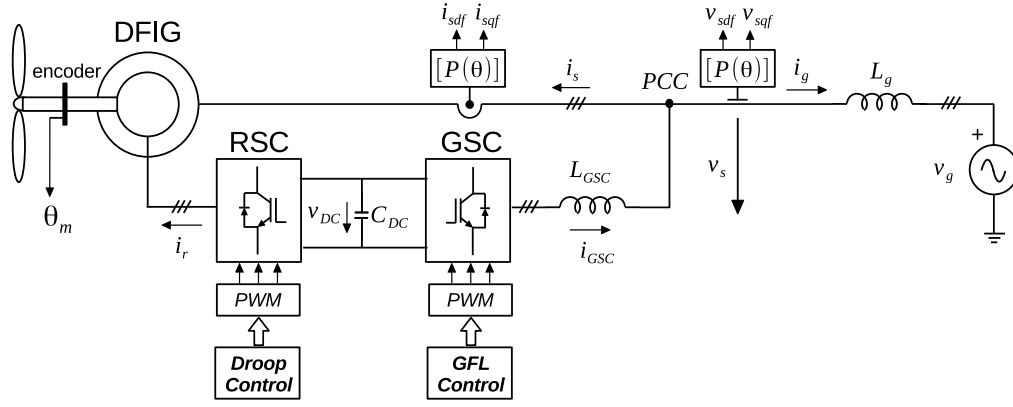 i_sdf i_sqf
v_sdf v_sqf
DFIG
encoder
[P(θ)]
[P(θ)]
i_s
PCC
i_g
L_g
RSC
GSC
L_GSC
v_s
v_g
+
θ_m
v_DC
C_DC
i_r
i_GSC
PWM
PWM
Droop
Control
GFL
Control